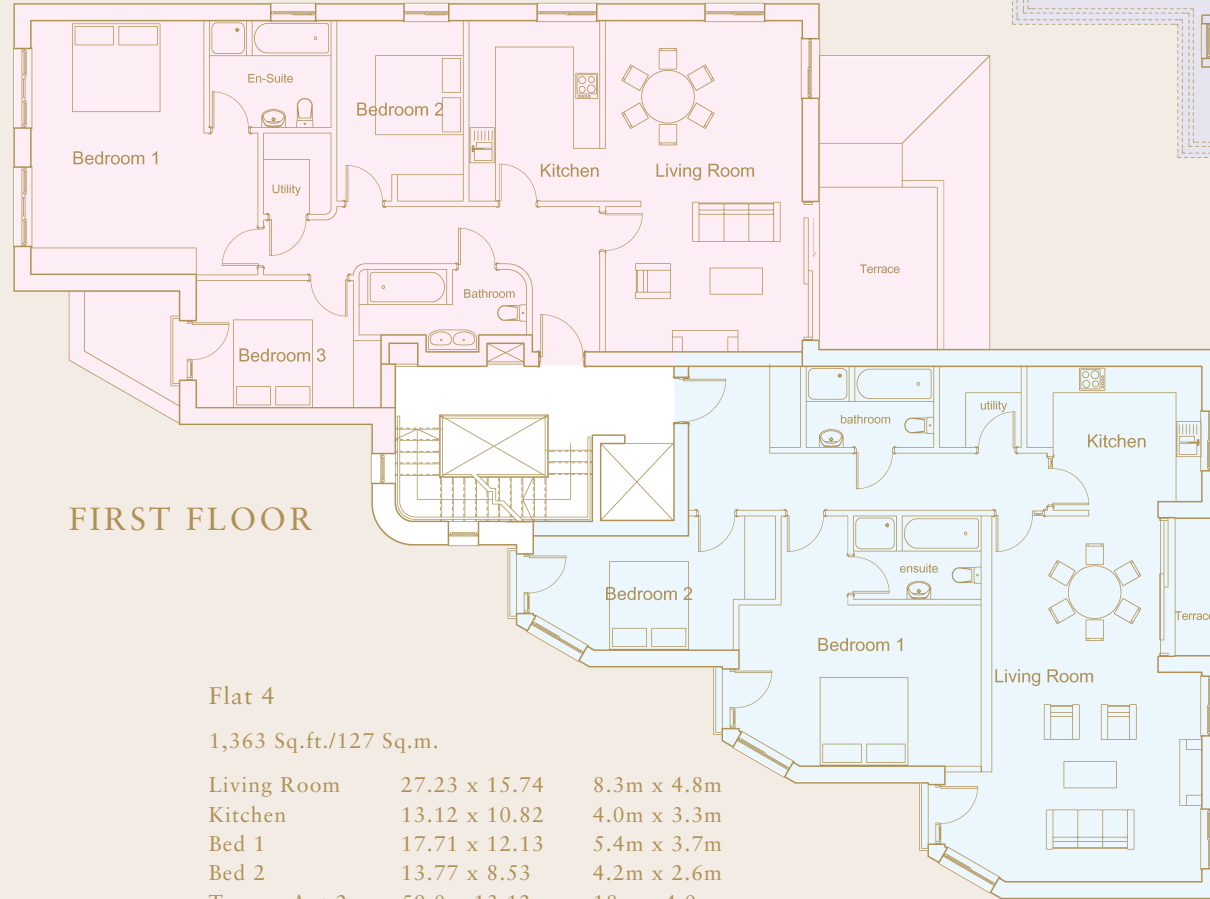 En-Suite
Bedroom 2
Bedroom 1
Kitchen
Living Room
Utility
Terrace
Bathroom
Bedroom 3
bathroom
utility
Kitchen
FIRST FLOOR
ensuite
Bedroom 2
Terrace
Bedroom 1
Living Room
Flat 4
1,363 Sq.ft./127 Sq.m.
Living Room 27.23 x 15.74 8.3m x 4.8m
Kitchen 13.12 x 10.82 4.0m x 3.3m
Bed 1 17.71 x 12.13 5.4m x 3.7m
Bed 2 13.77 x 8.53 4.2m x 2.6m